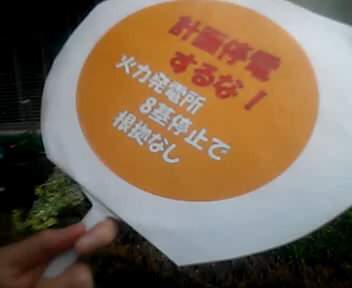 計画停電
するな！
火力発電所
8基停止で
根拠なし